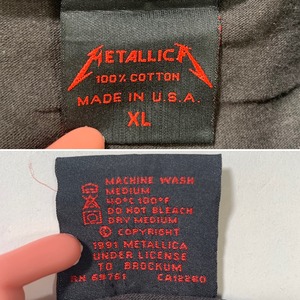 METALLICA
100% COTTON
MADE IN U.S.A.
XL
MACHINE WASH
MEDIUM
40°C 100°F
DO NOT BLEACH
DRY MEDIUM
© COPYRIGHT
1991 METALLICA
UNDER LICENSE
TO BROCKUM
CA12260